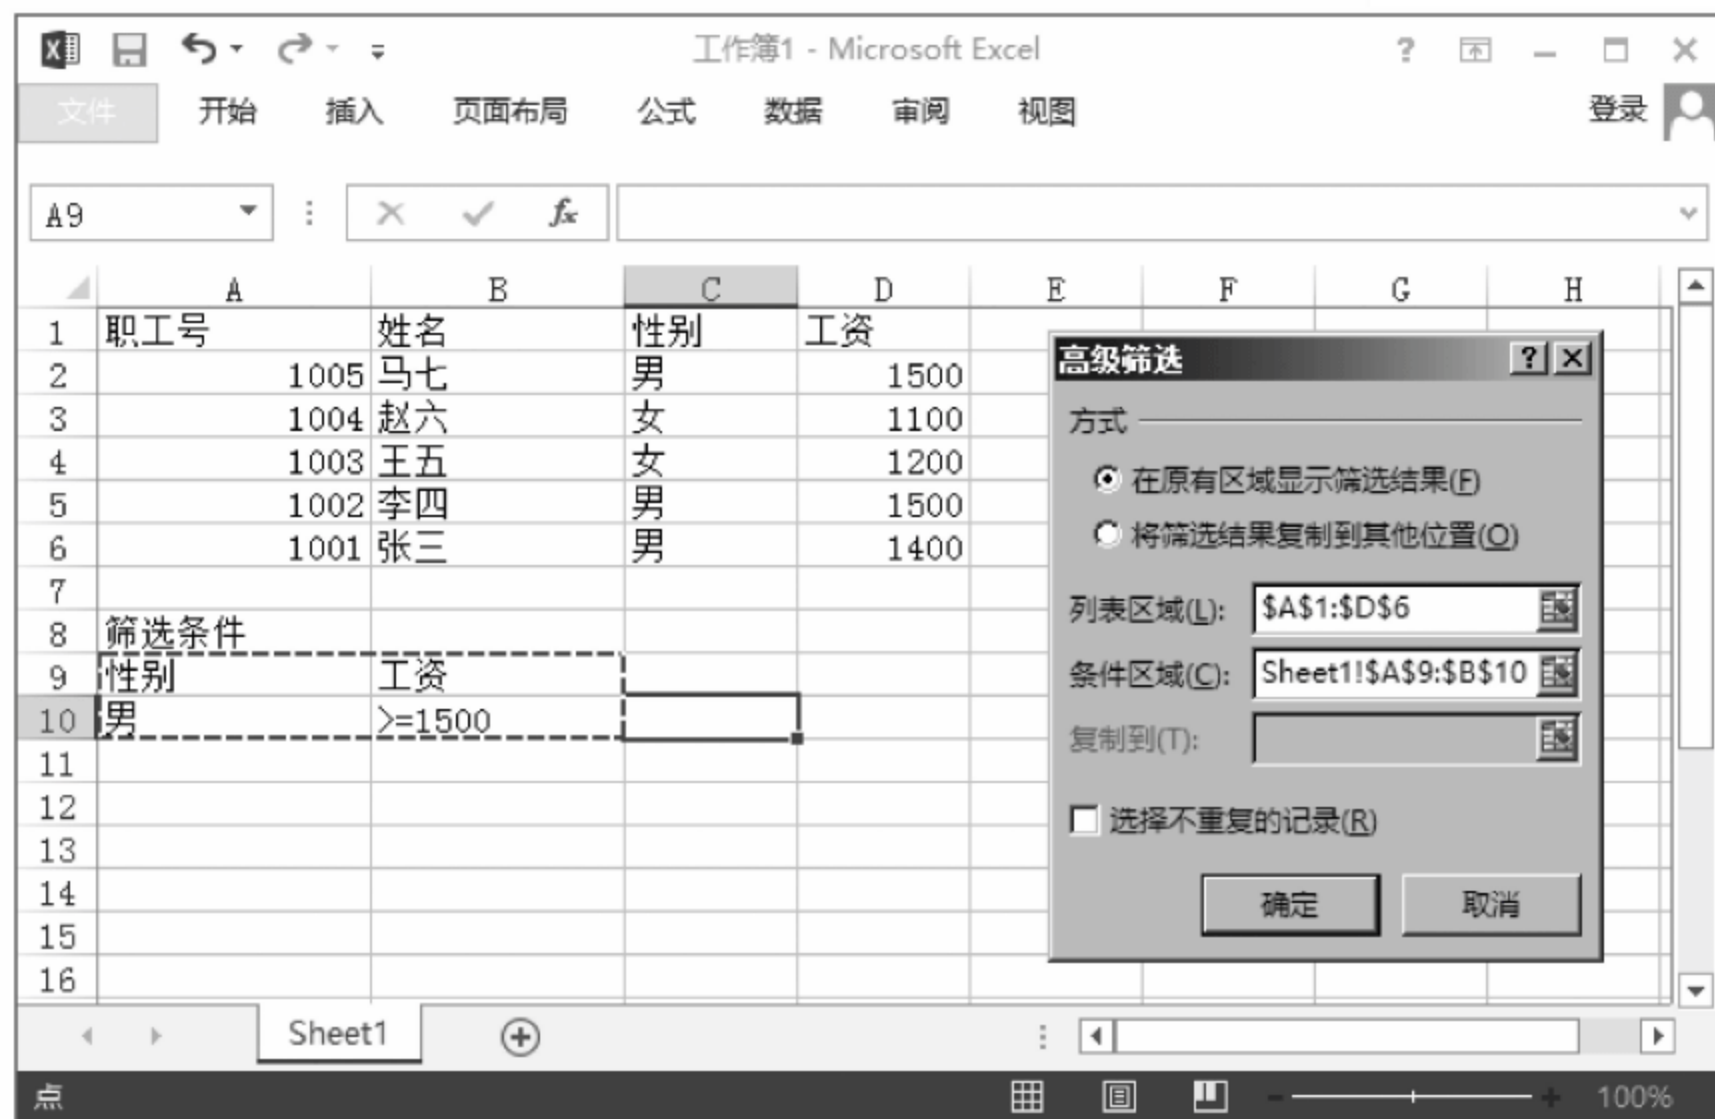 工作簿1 - Microsoft Excel
文件 开始 插入 页面布局 公式 数据 审阅 视图 登录
A9 fx
A B C D E F G H
1 职工号 姓名 性别 工资
2 1005 马七 男 1500
3 1004 赵六 女 1100
4 1003 王五 女 1200
5 1002 李四 男 1500
6 1001 张三 男 1400
7
8 筛选条件
9 性别 工资
10 男 >=1500
11
12
13
14
15
16
高级筛选
方式
在原有区域显示筛选结果(F)
将筛选结果复制到其他位置(O)
列表区域(L): $A$1:$D$6
条件区域(C): Sheet1!$A$9:$B$10
复制到(T):
选择不重复的记录(R)
确定 取消
Sheet1
点 100%